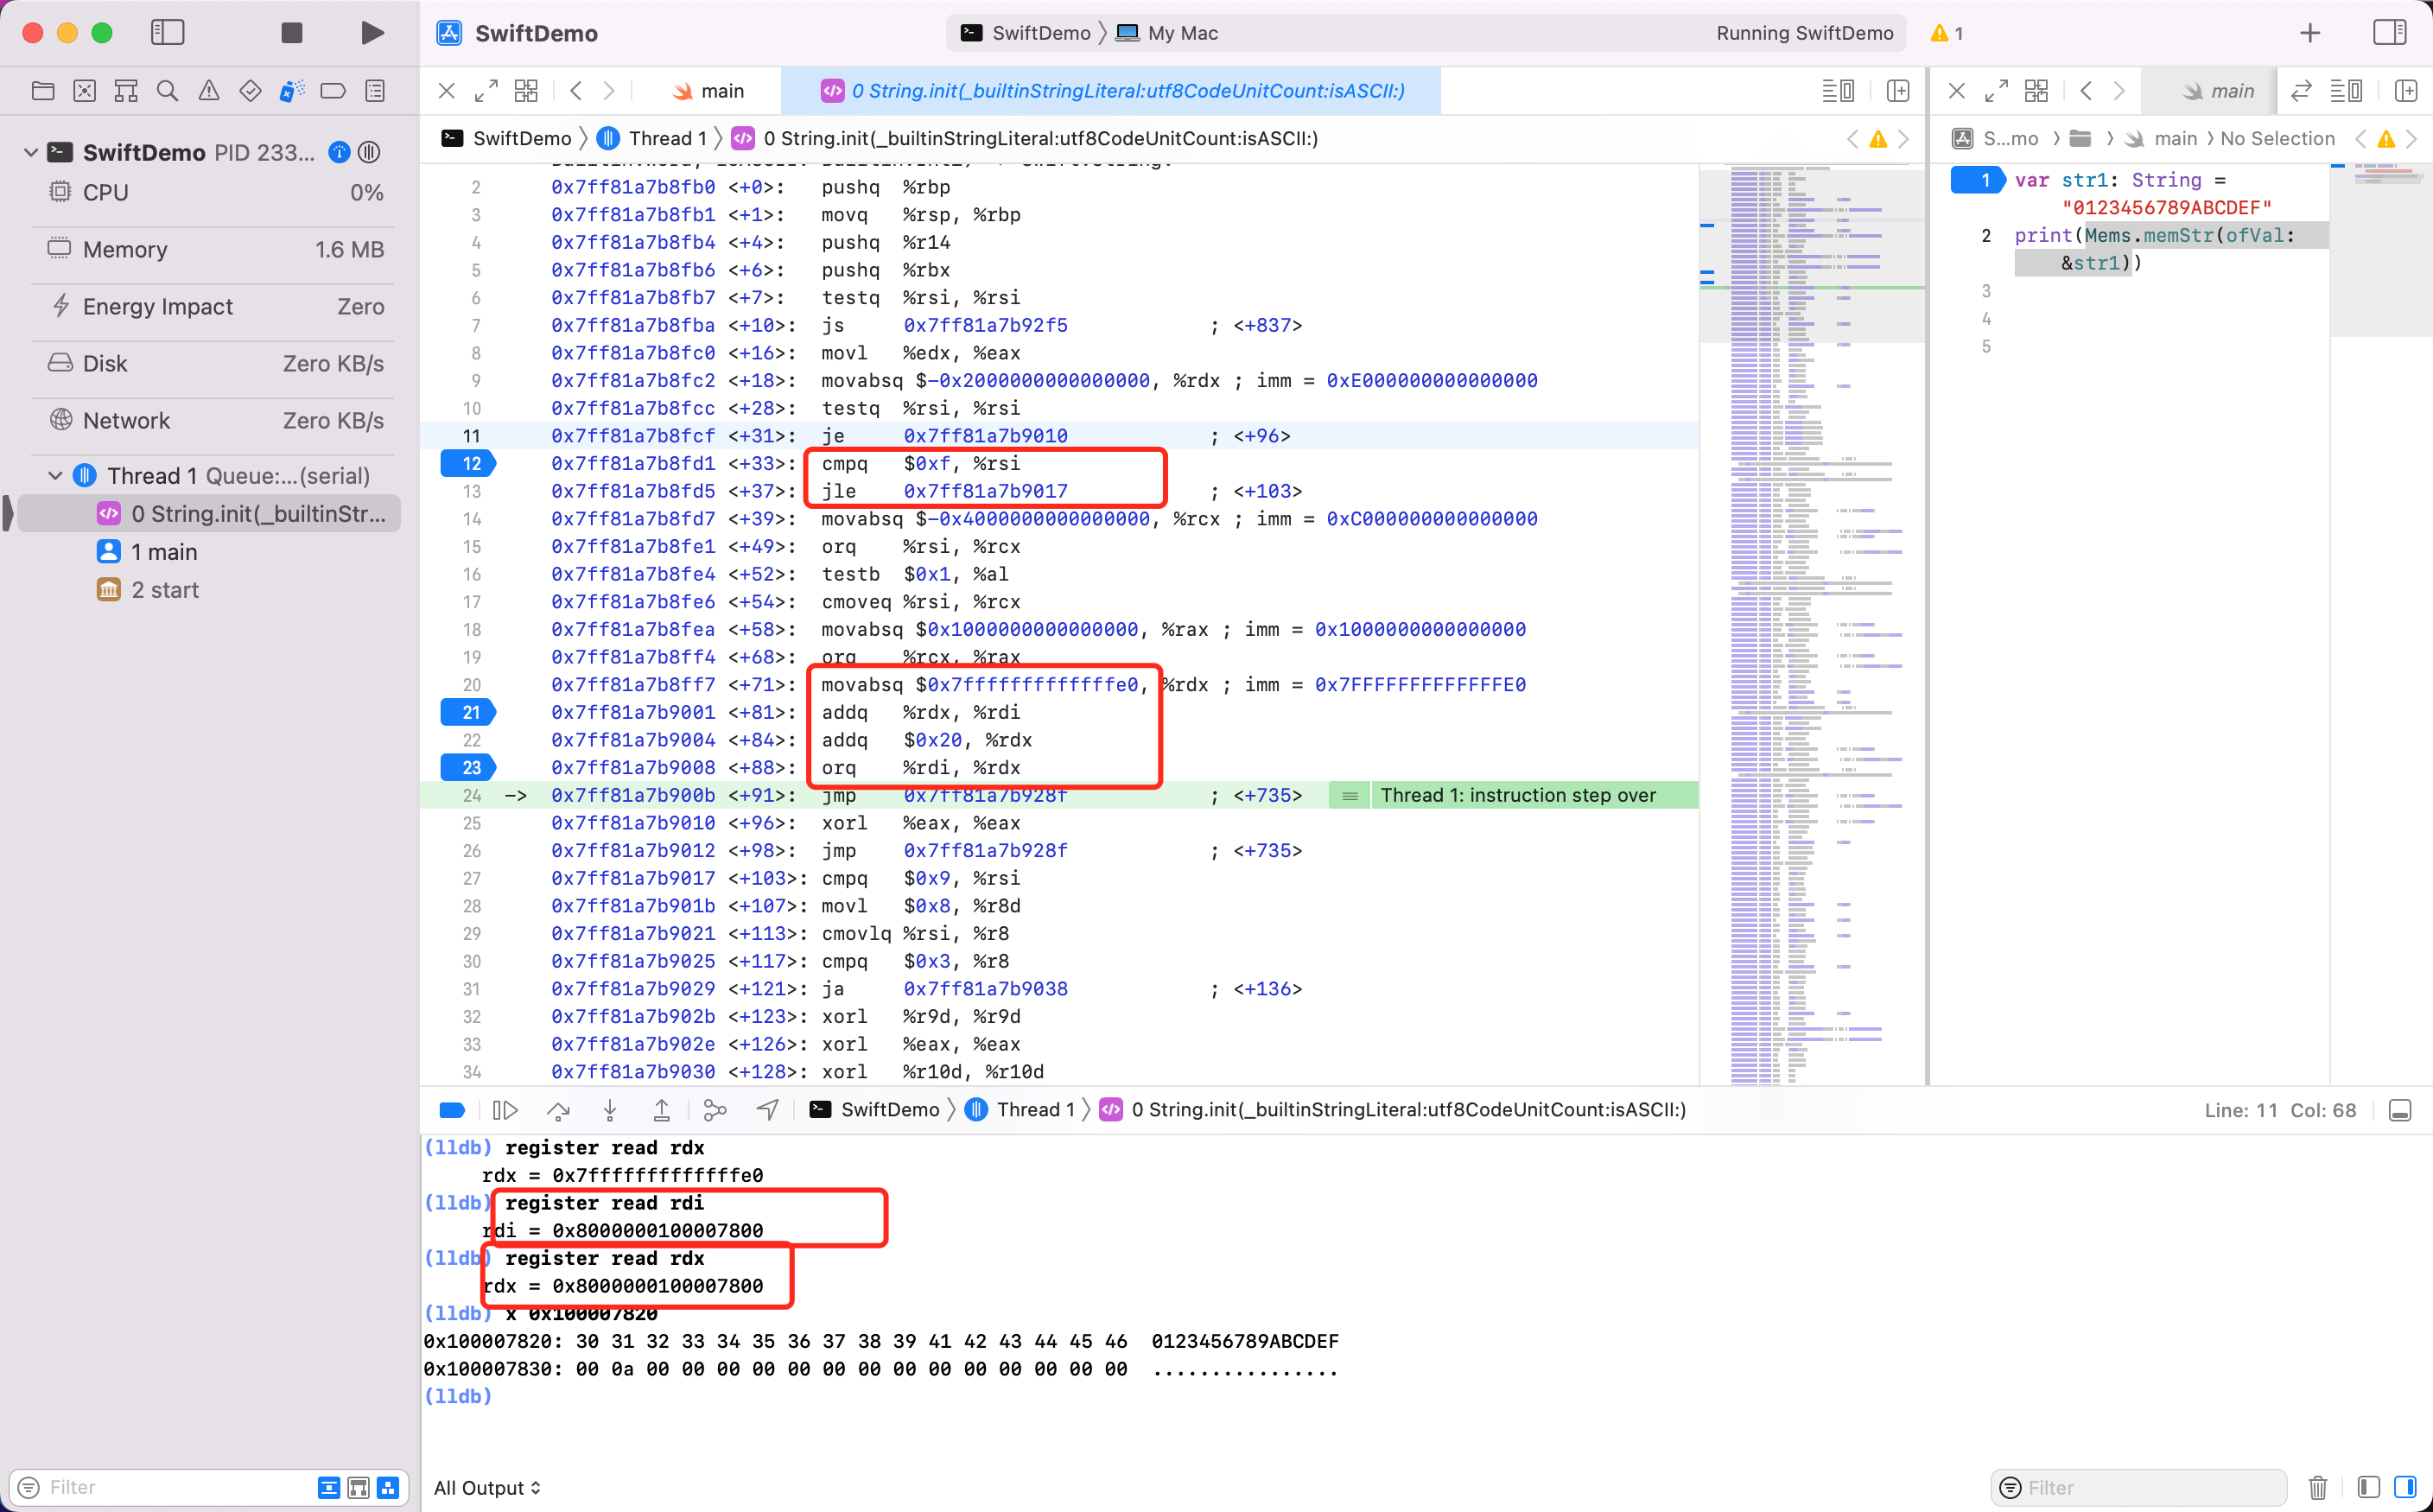 SwiftDemo
SwiftDemo 〉 My Mac
Running SwiftDemo
1
main
0 String.init(_builtinStringLiteral:utf8CodeUnitCount:isASCII:)
main
SwiftDemo 〉 Thread 1 〉 0 String.init(_builtinStringLiteral:utf8CodeUnitCount:isASCII:)
S...mo 〉 〉 main 〉 No Selection
SwiftDemo PID 233...
CPU 0%
Memory 1.6 MB
Energy Impact Zero
Disk Zero KB/s
Network Zero KB/s
Thread 1 Queue:...(serial)
0 String.init(_builtinStr...
1 main
2 start
Filter
2 0x7ff81a7b8fb0 <+0>: pushq %rbp
3 0x7ff81a7b8fb1 <+1>: movq %rsp, %rbp
4 0x7ff81a7b8fb4 <+4>: pushq %r14
5 0x7ff81a7b8fb6 <+6>: pushq %rbx
6 0x7ff81a7b8fb7 <+7>: testq %rsi, %rsi
7 0x7ff81a7b8fba <+10>: js 0x7ff81a7b92f5 ; <+837>
8 0x7ff81a7b8fc0 <+16>: movl %edx, %eax
9 0x7ff81a7b8fc2 <+18>: movabsq $-0x2000000000000000, %rdx ; imm = 0xE000000000000000
10 0x7ff81a7b8fcc <+28>: testq %rsi, %rsi
11 0x7ff81a7b8fcf <+31>: je 0x7ff81a7b9010 ; <+96>
12 0x7ff81a7b8fd1 <+33>: cmpq $0xf, %rsi
13 0x7ff81a7b8fd5 <+37>: jle 0x7ff81a7b9017 ; <+103>
14 0x7ff81a7b8fd7 <+39>: movabsq $-0x4000000000000000, %rcx ; imm = 0xC000000000000000
15 0x7ff81a7b8fe1 <+49>: orq %rsi, %rcx
16 0x7ff81a7b8fe4 <+52>: testb $0x1, %al
17 0x7ff81a7b8fe6 <+54>: cmoveq %rsi, %rcx
18 0x7ff81a7b8fea <+58>: movabsq $0x1000000000000000, %rax ; imm = 0x1000000000000000
19 0x7ff81a7b8ff4 <+68>: orq %rcx, %rax
20 0x7ff81a7b8ff7 <+71>: movabsq $0x7fffffffffffffe0, %rdx ; imm = 0x7FFFFFFFFFFFFFE0
21 0x7ff81a7b9001 <+81>: addq %rdx, %rdi
22 0x7ff81a7b9004 <+84>: addq $0x20, %rdx
23 0x7ff81a7b9008 <+88>: orq %rdi, %rdx
24 -> 0x7ff81a7b900b <+91>: jmp 0x7ff81a7b928f ; <+735> Thread 1: instruction step over
25 0x7ff81a7b9010 <+96>: xorl %eax, %eax
26 0x7ff81a7b9012 <+98>: jmp 0x7ff81a7b928f ; <+735>
27 0x7ff81a7b9017 <+103>: cmpq $0x9, %rsi
28 0x7ff81a7b901b <+107>: movl $0x8, %r8d
29 0x7ff81a7b9021 <+113>: cmovlq %rsi, %r8
30 0x7ff81a7b9025 <+117>: cmpq $0x3, %r8
31 0x7ff81a7b9029 <+121>: ja 0x7ff81a7b9038 ; <+136>
32 0x7ff81a7b902b <+123>: xorl %r9d, %r9d
33 0x7ff81a7b902e <+126>: xorl %eax, %eax
34 0x7ff81a7b9030 <+128>: xorl %r10d, %r10d
1 var str1: String =
"0123456789ABCDEF"
2 print(Mems.memStr(ofVal:
&str1))
3
4
5
SwiftDemo 〉 Thread 1 〉 0 String.init(_builtinStringLiteral:utf8CodeUnitCount:isASCII:)
Line: 11 Col: 68
(lldb) register read rdx
rdx = 0x7fffffffffffffe0
(lldb) register read rdi
rdi = 0x8000000100007800
(lldb) register read rdx
rdx = 0x8000000100007800
(lldb) x 0x100007820
0x100007820: 30 31 32 33 34 35 36 37 38 39 41 42 43 44 45 46 0123456789ABCDEF
0x100007830: 00 0a 00 00 00 00 00 00 00 00 00 00 00 00 00 00 ................
(lldb)
All Output
Filter